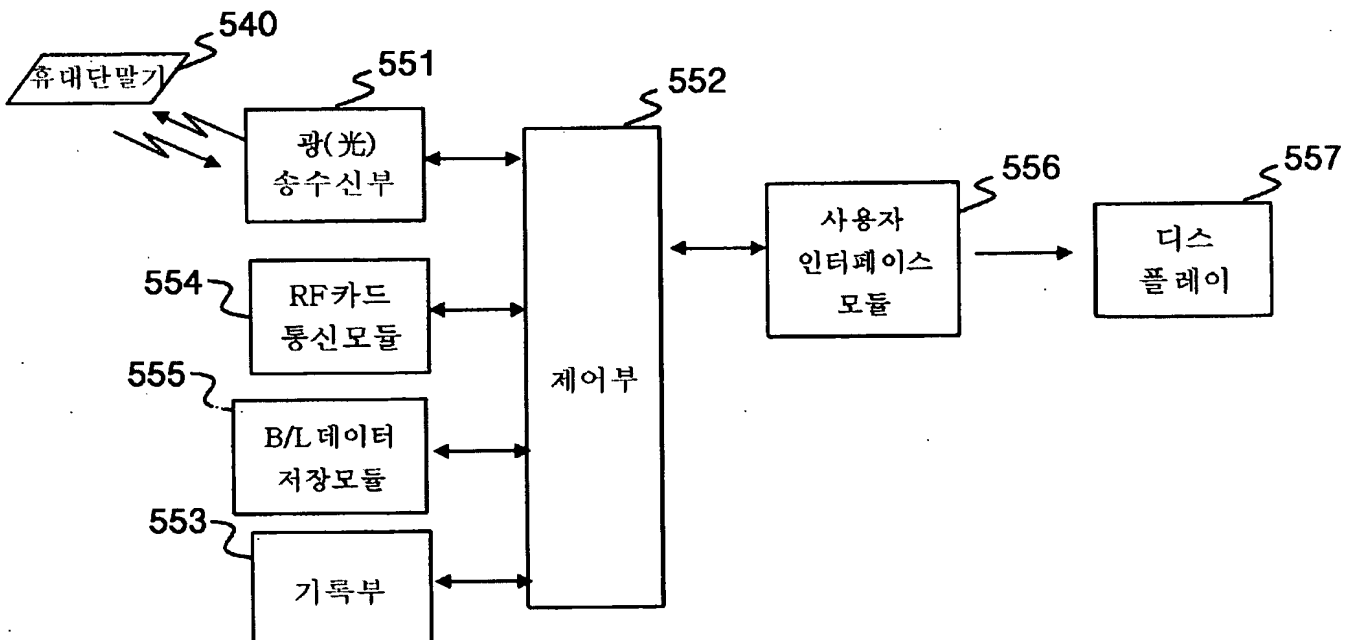 540
휴대단말기
551
광(光)
송수신부
552
556
사용자
인터페이스
모듈
557
디스
플레이
554
RF카드
통신모듈
제어부
555
B/L데이터
저장모듈
553
기록부